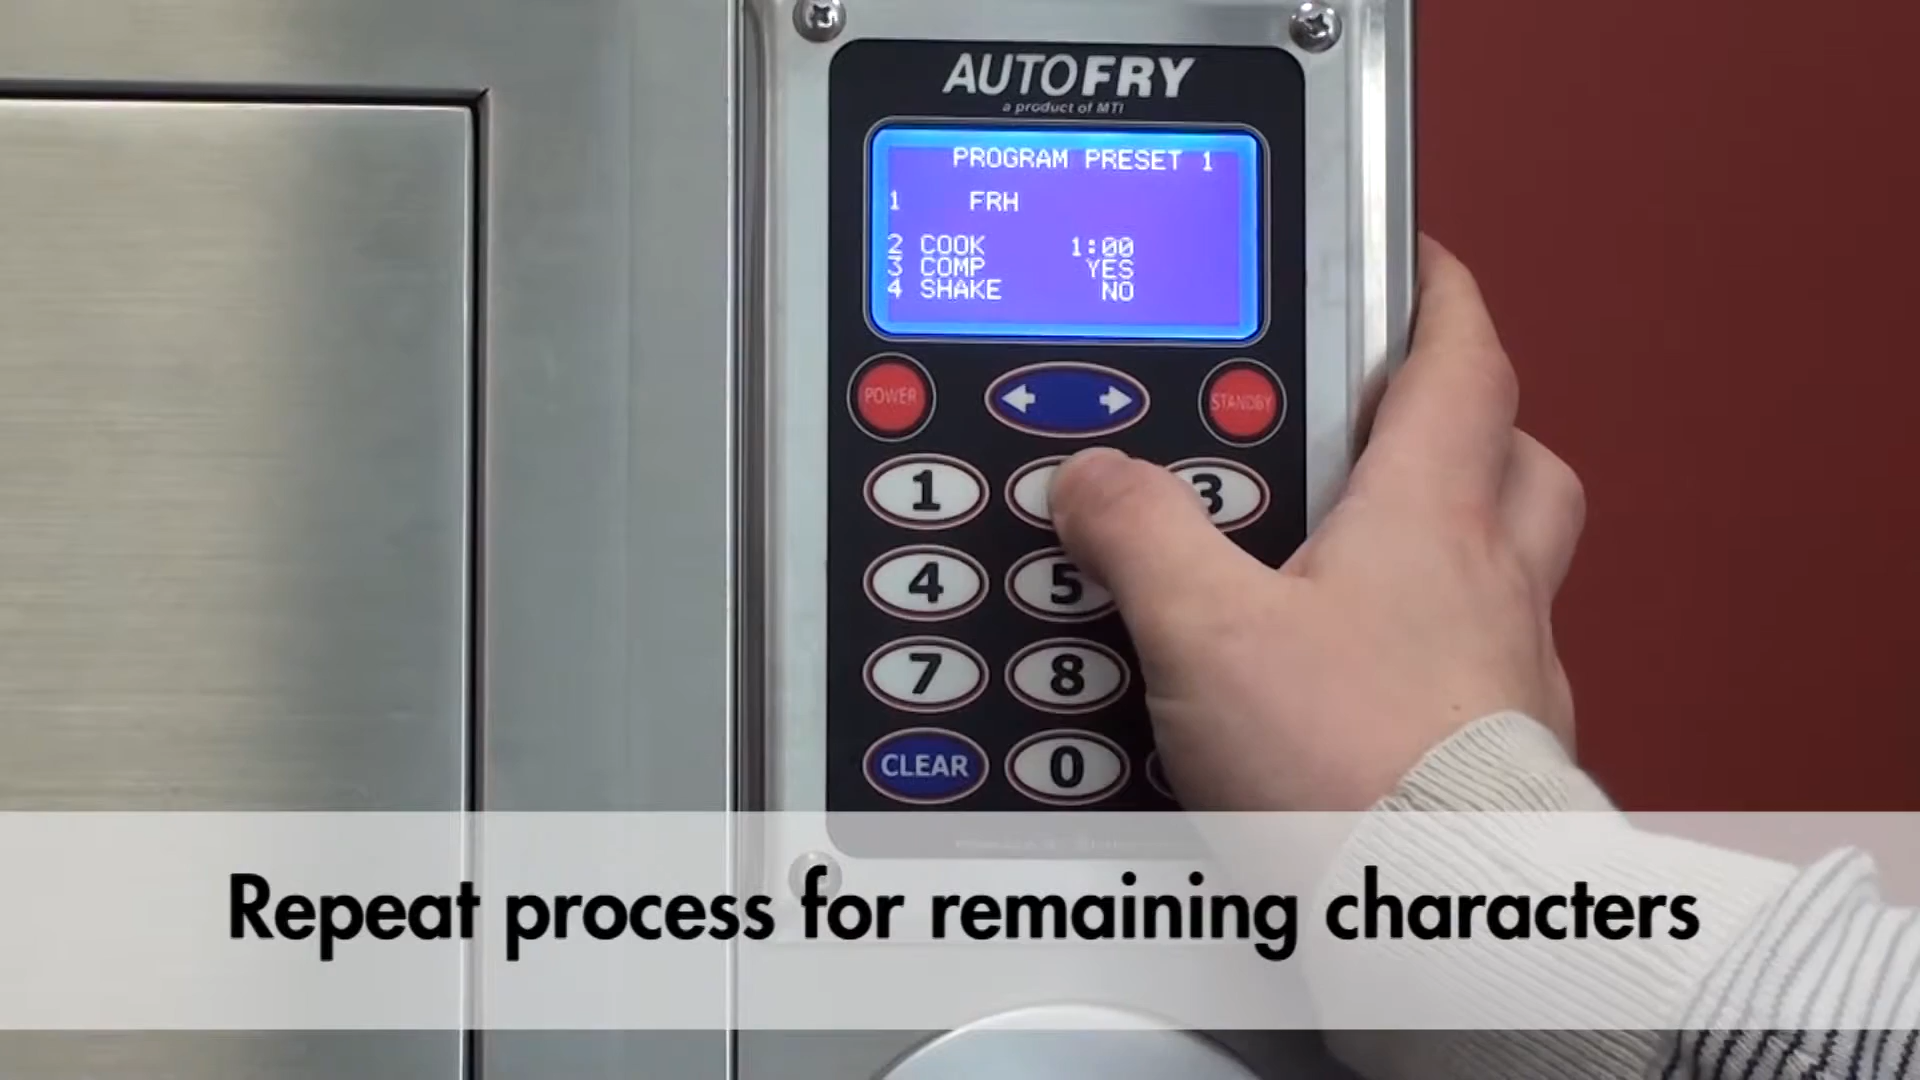 AUTOFRY
a product of MTI
PROGRAM PRESET 1
1 FRH
2 COOK 1:00
3 COMP YES
4 SHAKE NO
POWER
STANDBY
1 3
4 5
7 8
CLEAR 0
Repeat process for remaining characters